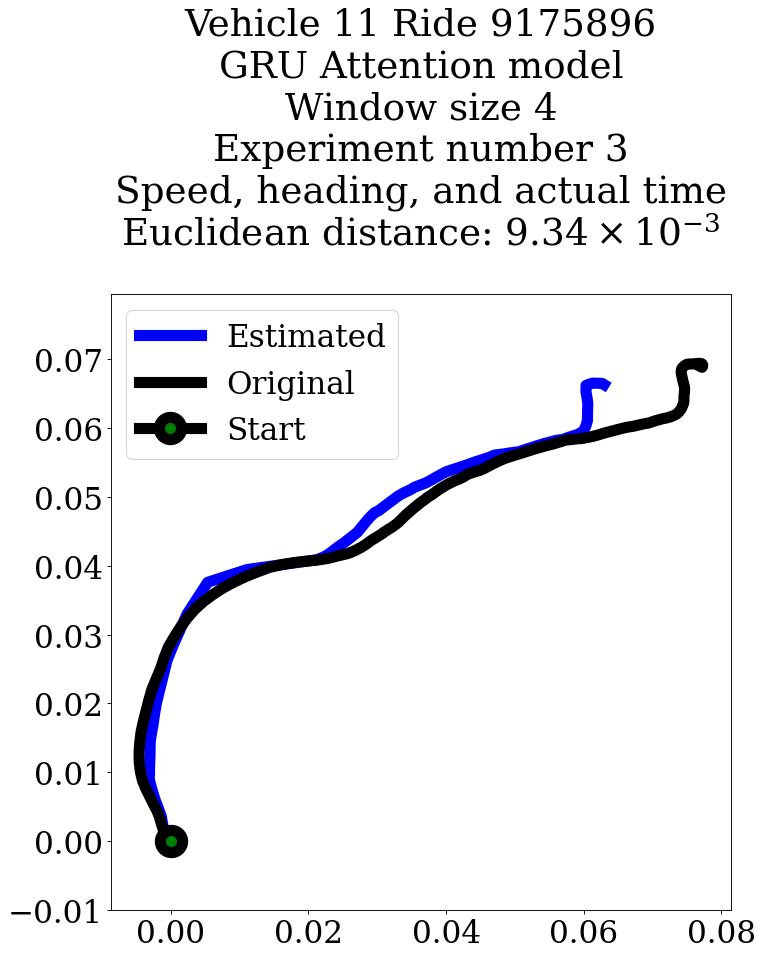 Vehicle 11 Ride 9175896
GRU Attention model
Window size 4
Experiment number 3
Speed, heading, and actual time
Euclidean distance: 9.34 × 10⁻³
Estimated
Original
Start
0.07
0.06
0.05
0.04
0.03
0.02
0.01
0.00
−0.01
0.00 0.02 0.04 0.06 0.08